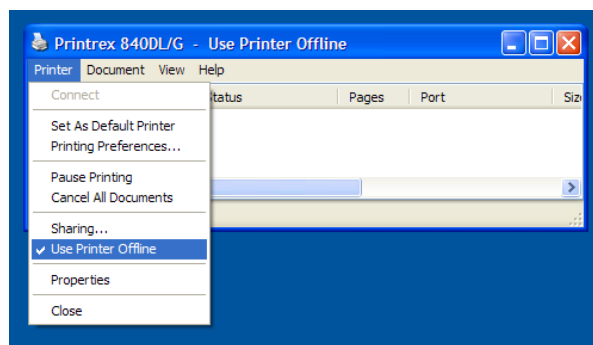 Printrex 840DL/G - Use Printer Offline
Printer Document View Help
Connect
Status Pages Port Size
Set As Default Printer
Printing Preferences...
Pause Printing
Cancel All Documents
Sharing...
Use Printer Offline
Properties
Close